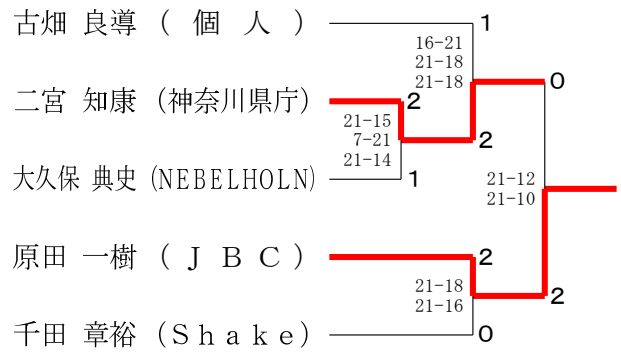 古畑 良導 ( 個 人 ) 1
16-21
21-18
21-18
0
二宮 知康 (神奈川県庁) 2
21-15
7-21
21-14
2
大久保 典史 (NEBELHOLN) 1
21-12
21-10
原田 一樹 ( J B C ) 2
21-18
21-16
2
千田 章裕 (Shake) 0